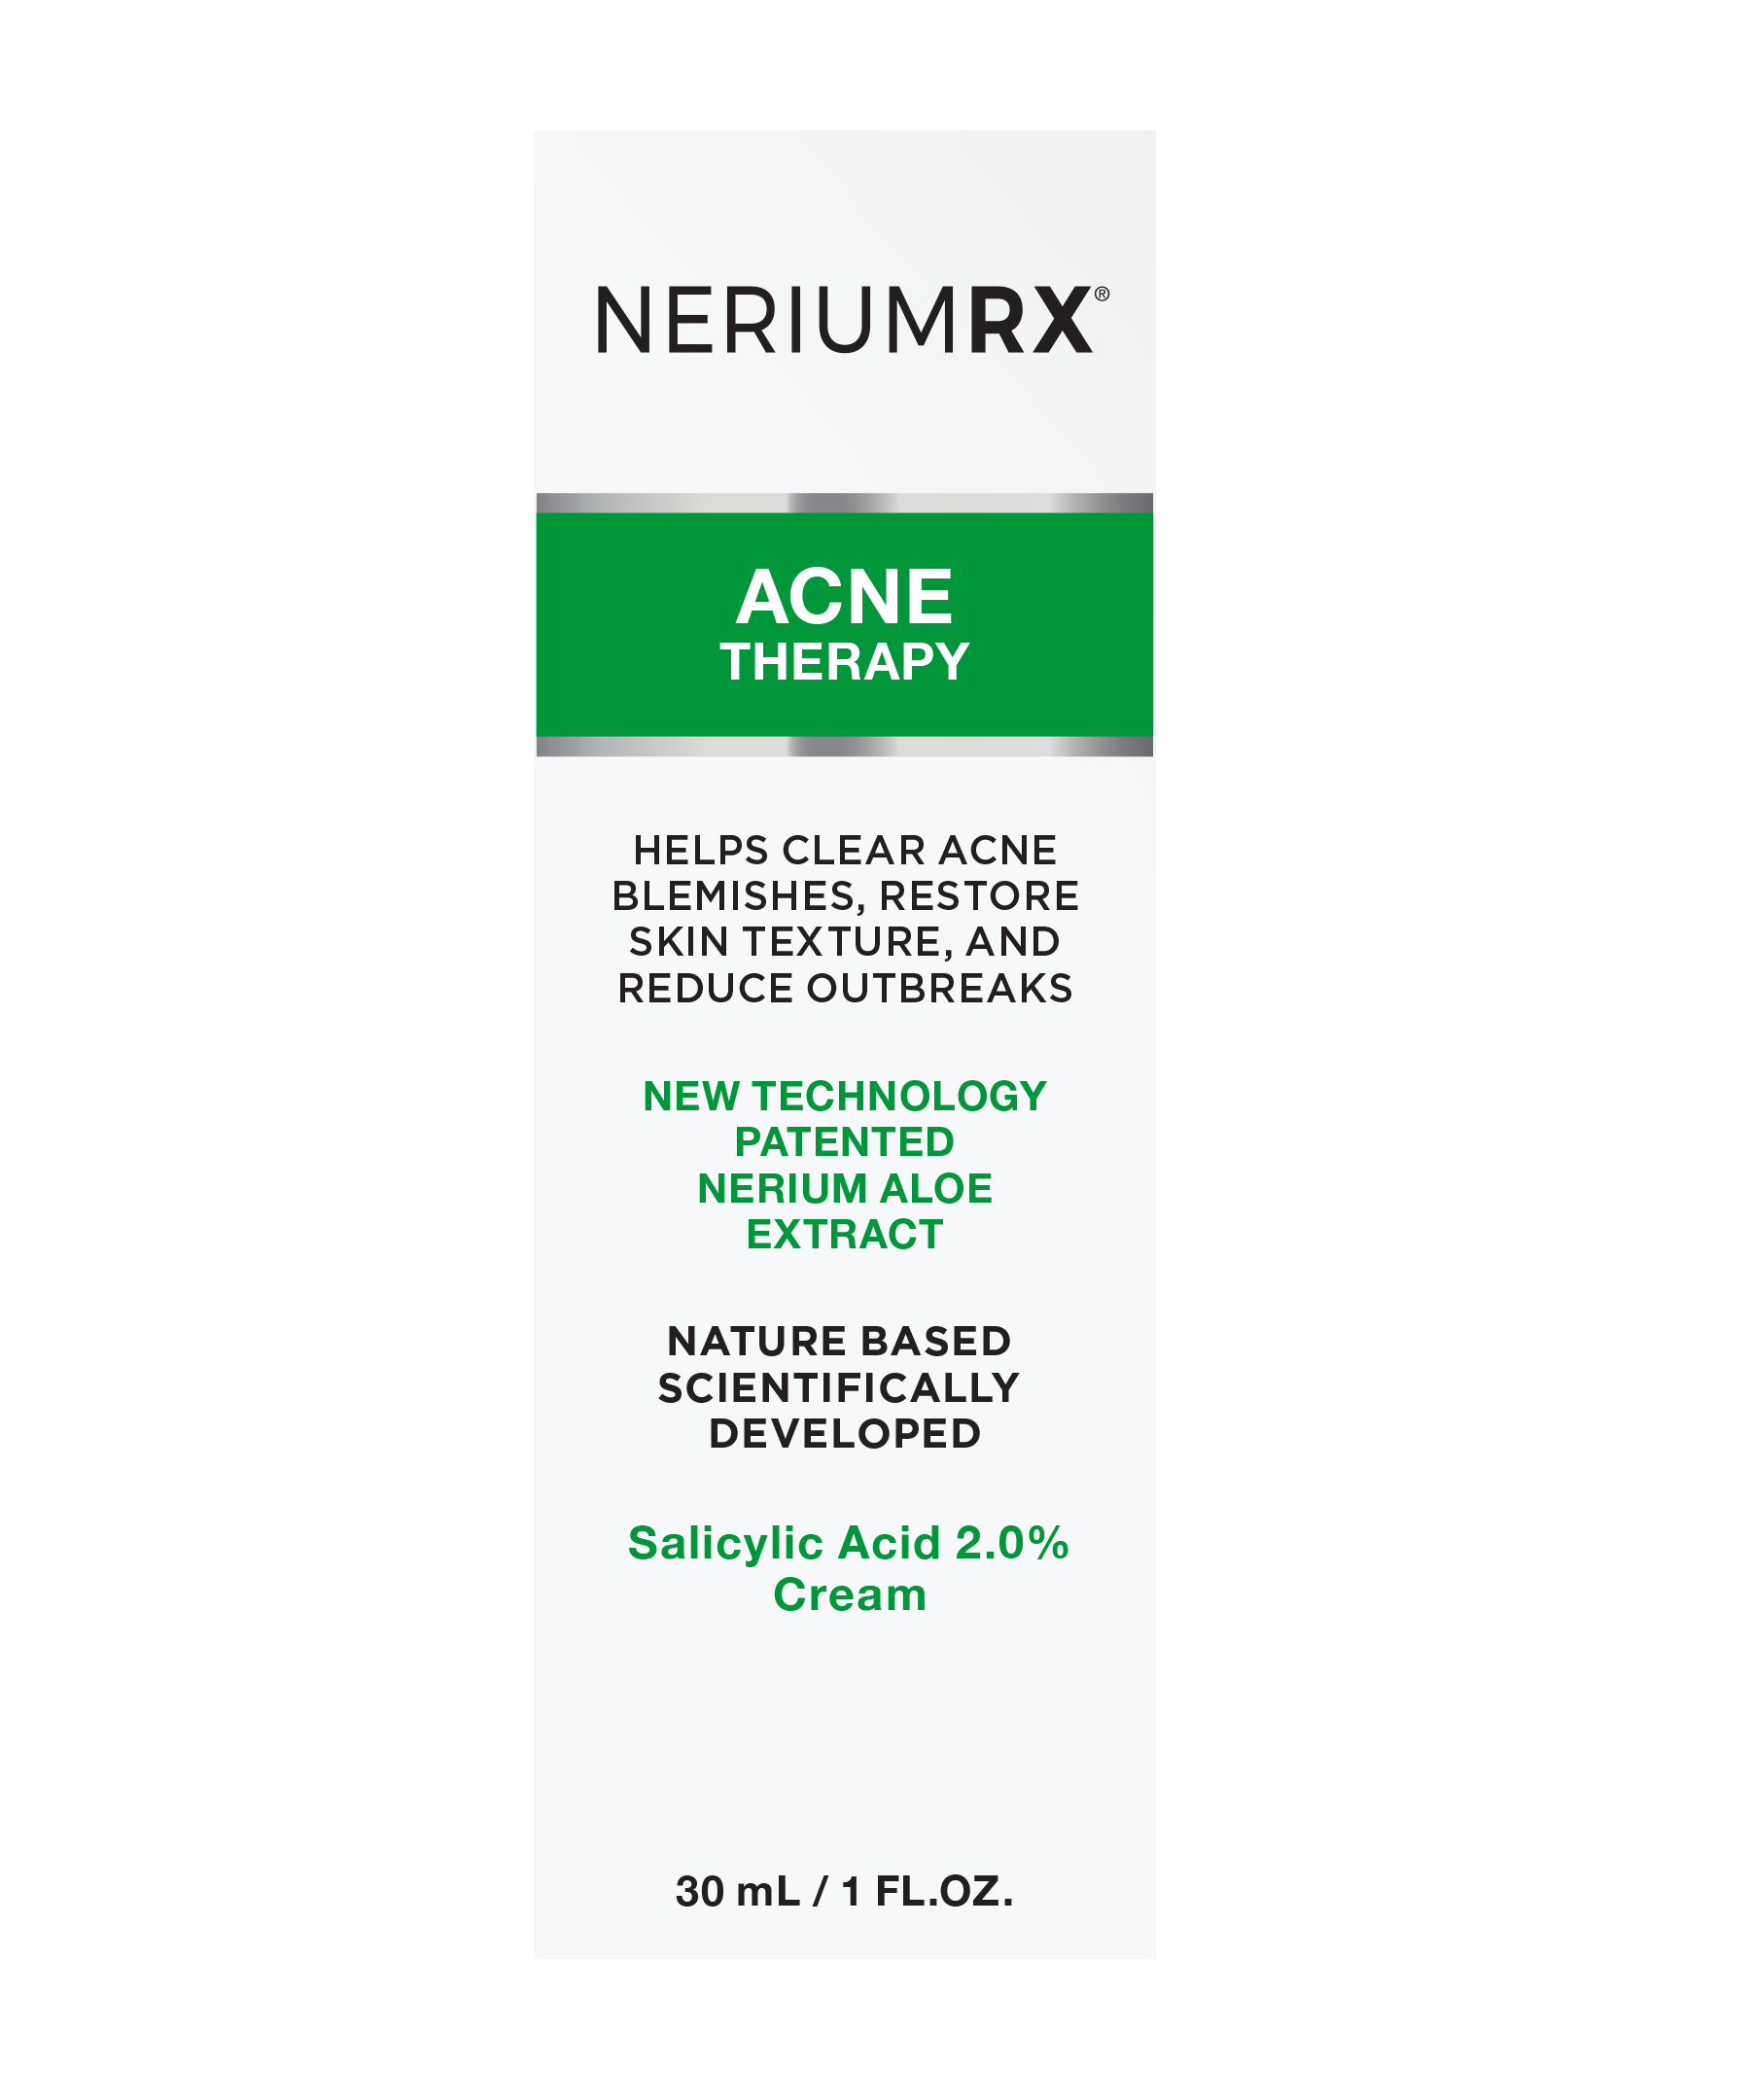 NERIUMRX®
ACNE
THERAPY
HELPS CLEAR ACNE
BLEMISHES, RESTORE
SKIN TEXTURE, AND
REDUCE OUTBREAKS
NEW TECHNOLOGY
PATENTED
NERIUM ALOE
EXTRACT
NATURE BASED
SCIENTIFICALLY
DEVELOPED
Salicylic Acid 2.0%
Cream
30 mL / 1 FL.OZ.